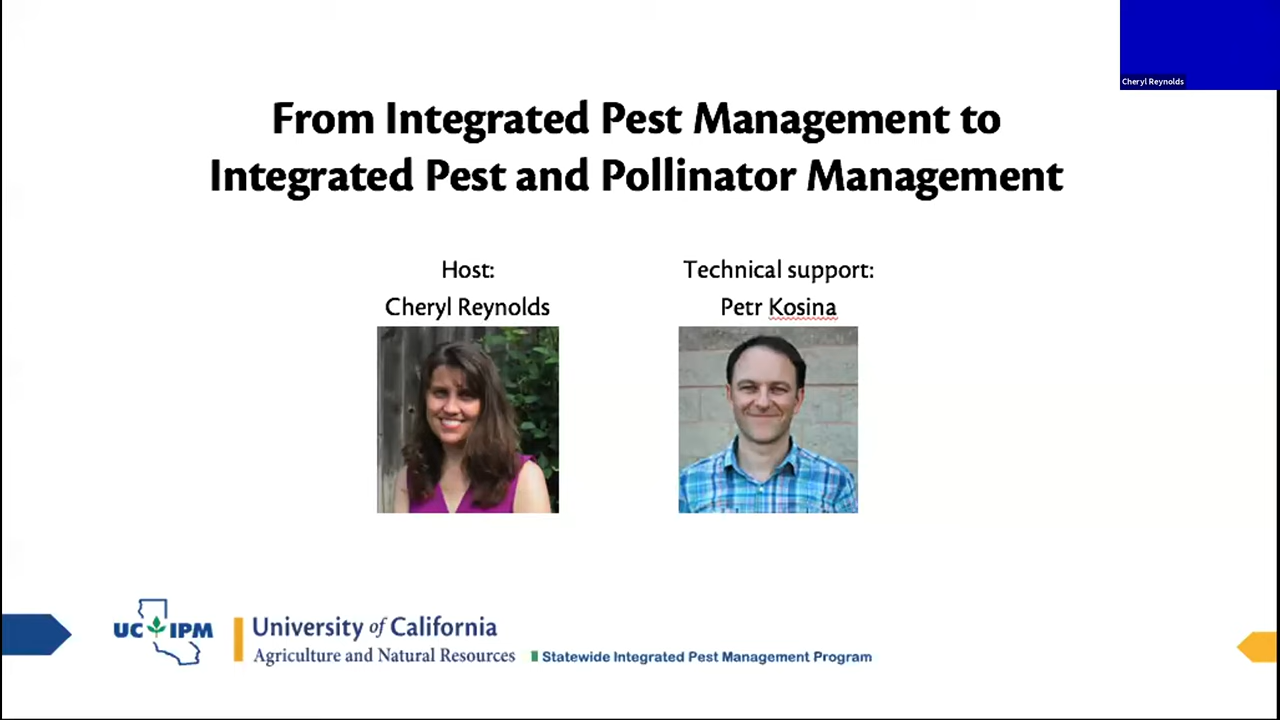 Cheryl Reynolds
From Integrated Pest Management to
Integrated Pest and Pollinator Management
Host:
Cheryl Reynolds
Technical support:
Petr Kosina
UC IPM
University of California
Agriculture and Natural Resources
Statewide Integrated Pest Management Program